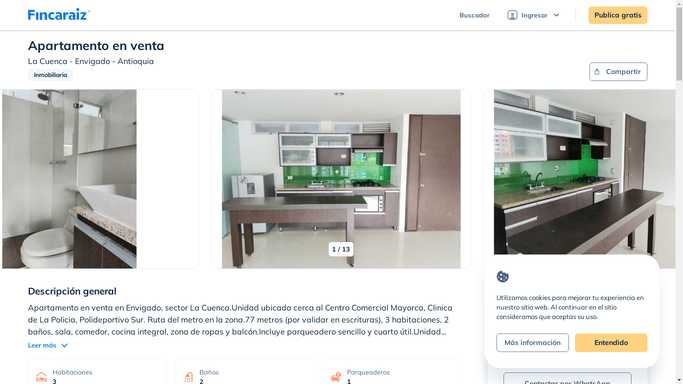 Fincaraiz
Buscador
Ingresar
Publica gratis
Apartamento en venta
La Cuenca - Envigado - Antioquia
Inmobiliaria
Compartir
1 / 13
Descripción general
Apartamento en venta en Envigado, sector La Cuenca.Unidad ubicada cerca al Centro Comercial Mayorca, Clinica
de La Policia, Polideportivo Sur. Ruta del metro en la zona.77 metros (por validar en escrituras), 3 habitaciones, 2
baños, sala, comedor, cocina integral, zona de ropas y balcón.Incluye parqueadero sencillo y cuarto útil.Unidad...
Leer más
Habitaciones
3
Baños
2
Parqueaderos
1
Utilizamos cookies para mejorar tu experiencia en
nuestro sitio web. Al continuar en el sitio
consideramos que aceptas su uso.
Más información
Entendido
Contactar por WhatsApp